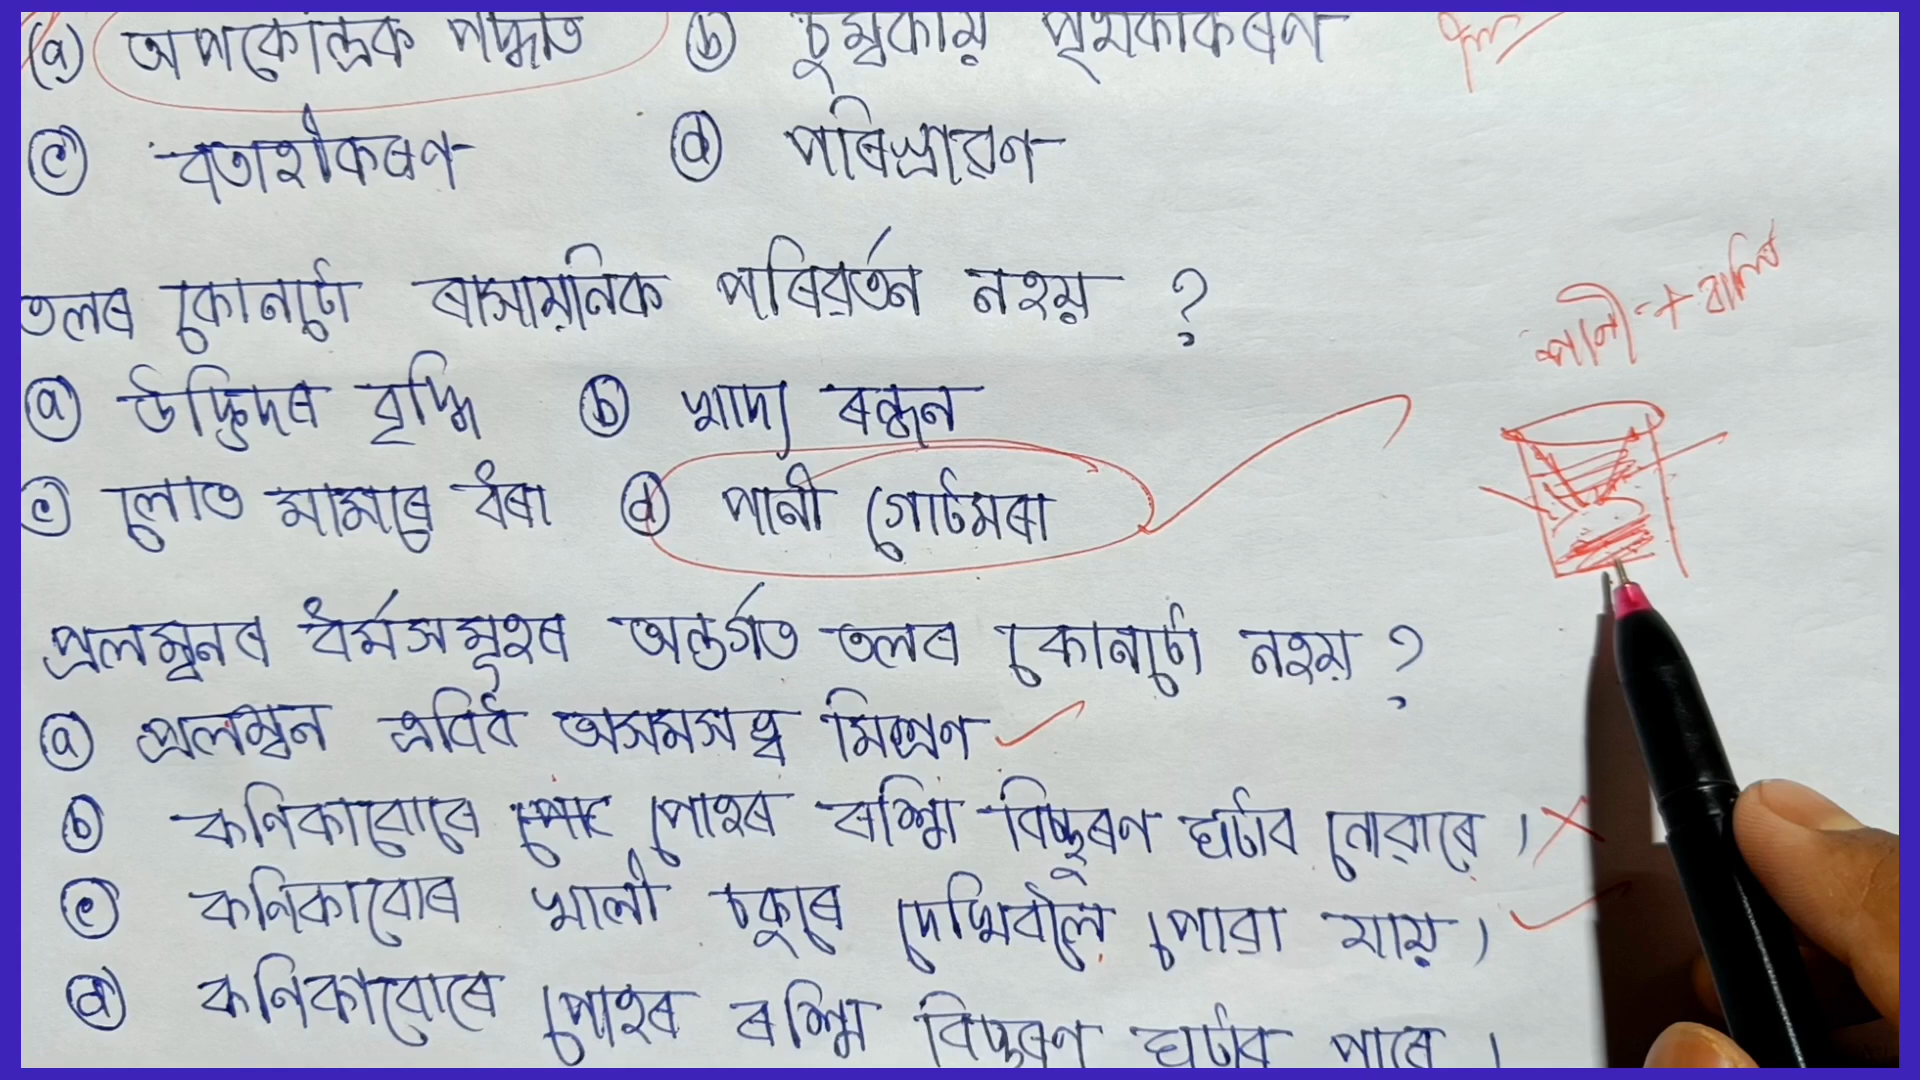 (a) অপকেন্দ্রিক পদ্ধতি (b) চুম্বকীয় পৃথকীকৰণ
(c) বতাহীকৰণ (d) পৰিস্ৰাৱণ
তলৰ কোনটো ৰাসায়নিক পৰিৱৰ্তন নহয় ?
পানী + বালি
(a) উদ্ভিদৰ বৃদ্ধি (b) খাদ্য ৰন্ধন
(c) লোত মামৰে ধৰা (d) পানী গোটমৰা
প্ৰলম্বনৰ ধৰ্মসমূহৰ অন্তৰ্গত তলৰ কোনটো নহয় ?
(a) প্ৰলম্বন এবিধ অসমসত্ব মিশ্ৰণ
(b) কণিকাবোৰে পোহৰ ৰশ্মি বিচ্ছুৰণ ঘটাব নোৱাৰে ।
(c) কণিকাবোৰ খালী চকুৰে দেখিবলৈ পোৱা যায় ।
(d) কণিকাবোৰে পোহৰ ৰশ্মি বিচ্ছুৰণ ঘটাব পাৰে ।